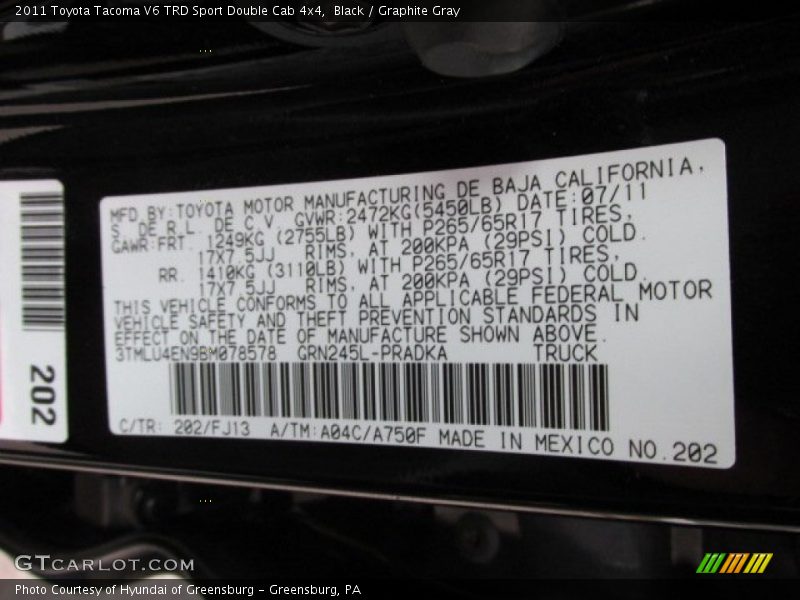 2011 Toyota Tacoma V6 TRD Sport Double Cab 4x4, Black / Graphite Gray
MFD.BY:TOYOTA MOTOR MANUFACTURING DE BAJA CALIFORNIA,
S. DE R.L. DE C.V. GVWR:2472KG(5450LB) DATE:07/11
GAWR:FRT. 1249KG (2755LB) WITH P265/65R17 TIRES,
17X7.5JJ RIMS, AT 200KPA (29PSI) COLD.
RR. 1410KG (3110LB) WITH P265/65R17 TIRES,
17X7.5JJ RIMS, AT 200KPA (29PSI) COLD.
THIS VEHICLE CONFORMS TO ALL APPLICABLE FEDERAL MOTOR
VEHICLE SAFETY AND THEFT PREVENTION STANDARDS IN
EFFECT ON THE DATE OF MANUFACTURE SHOWN ABOVE.
3TMLU4EN9BM078578 GRN245L-PRADKA TRUCK
C/TR: 202/FJ13 A/TM:A04C/A750F MADE IN MEXICO NO.202
202
GTCARLOT.COM
Photo Courtesy of Hyundai of Greensburg - Greensburg, PA